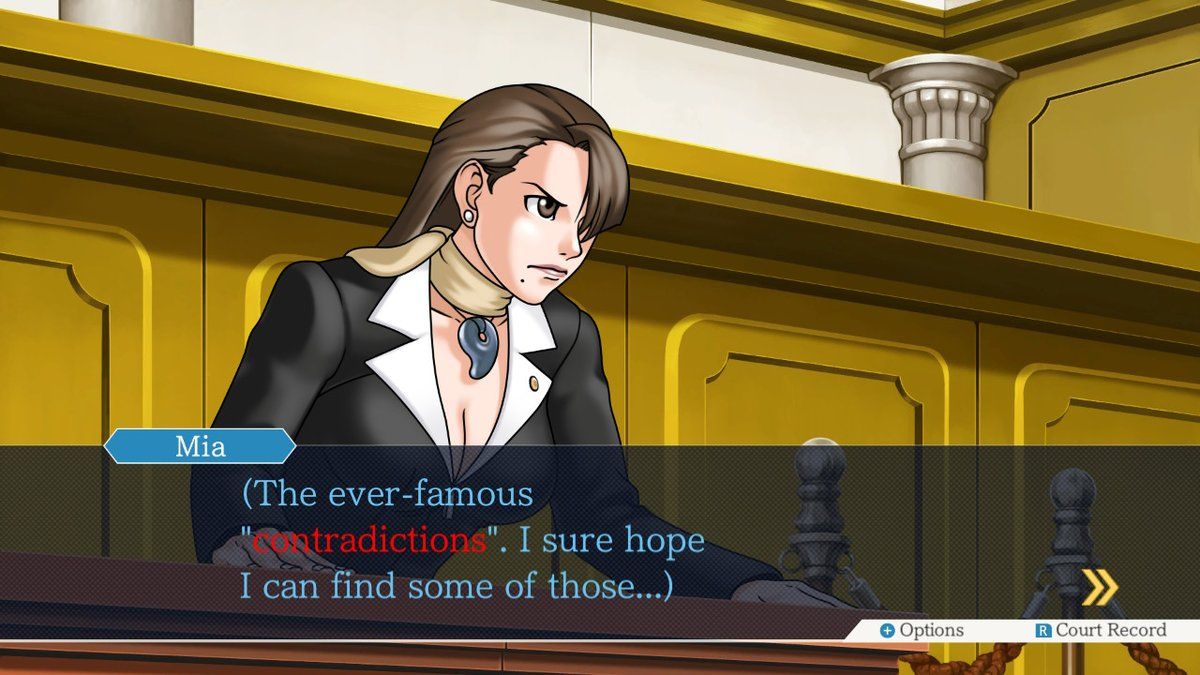 Mia
(The ever-famous
"contradictions". I sure hope
I can find some of those...)
+ Options
R Court Record